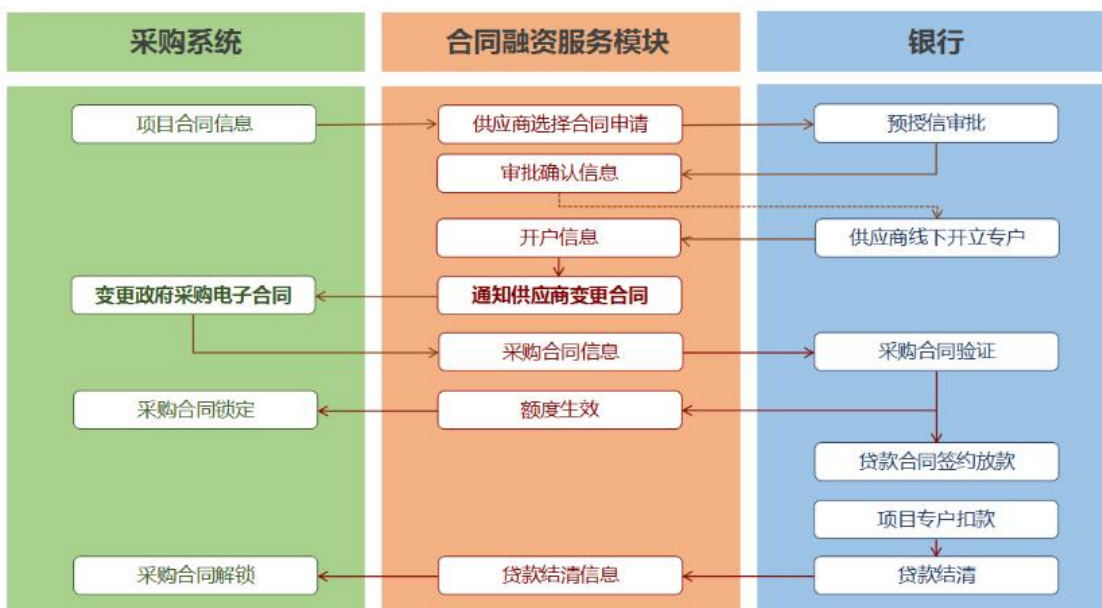 采购系统
合同融资服务模块
银行
项目合同信息
供应商选择合同申请
预授信审批
审批确认信息
开户信息
供应商线下开立专户
变更政府采购电子合同
通知供应商变更合同
采购合同信息
采购合同验证
采购合同锁定
额度生效
贷款合同签约放款
项目专户扣款
采购合同解锁
贷款结清信息
贷款结清